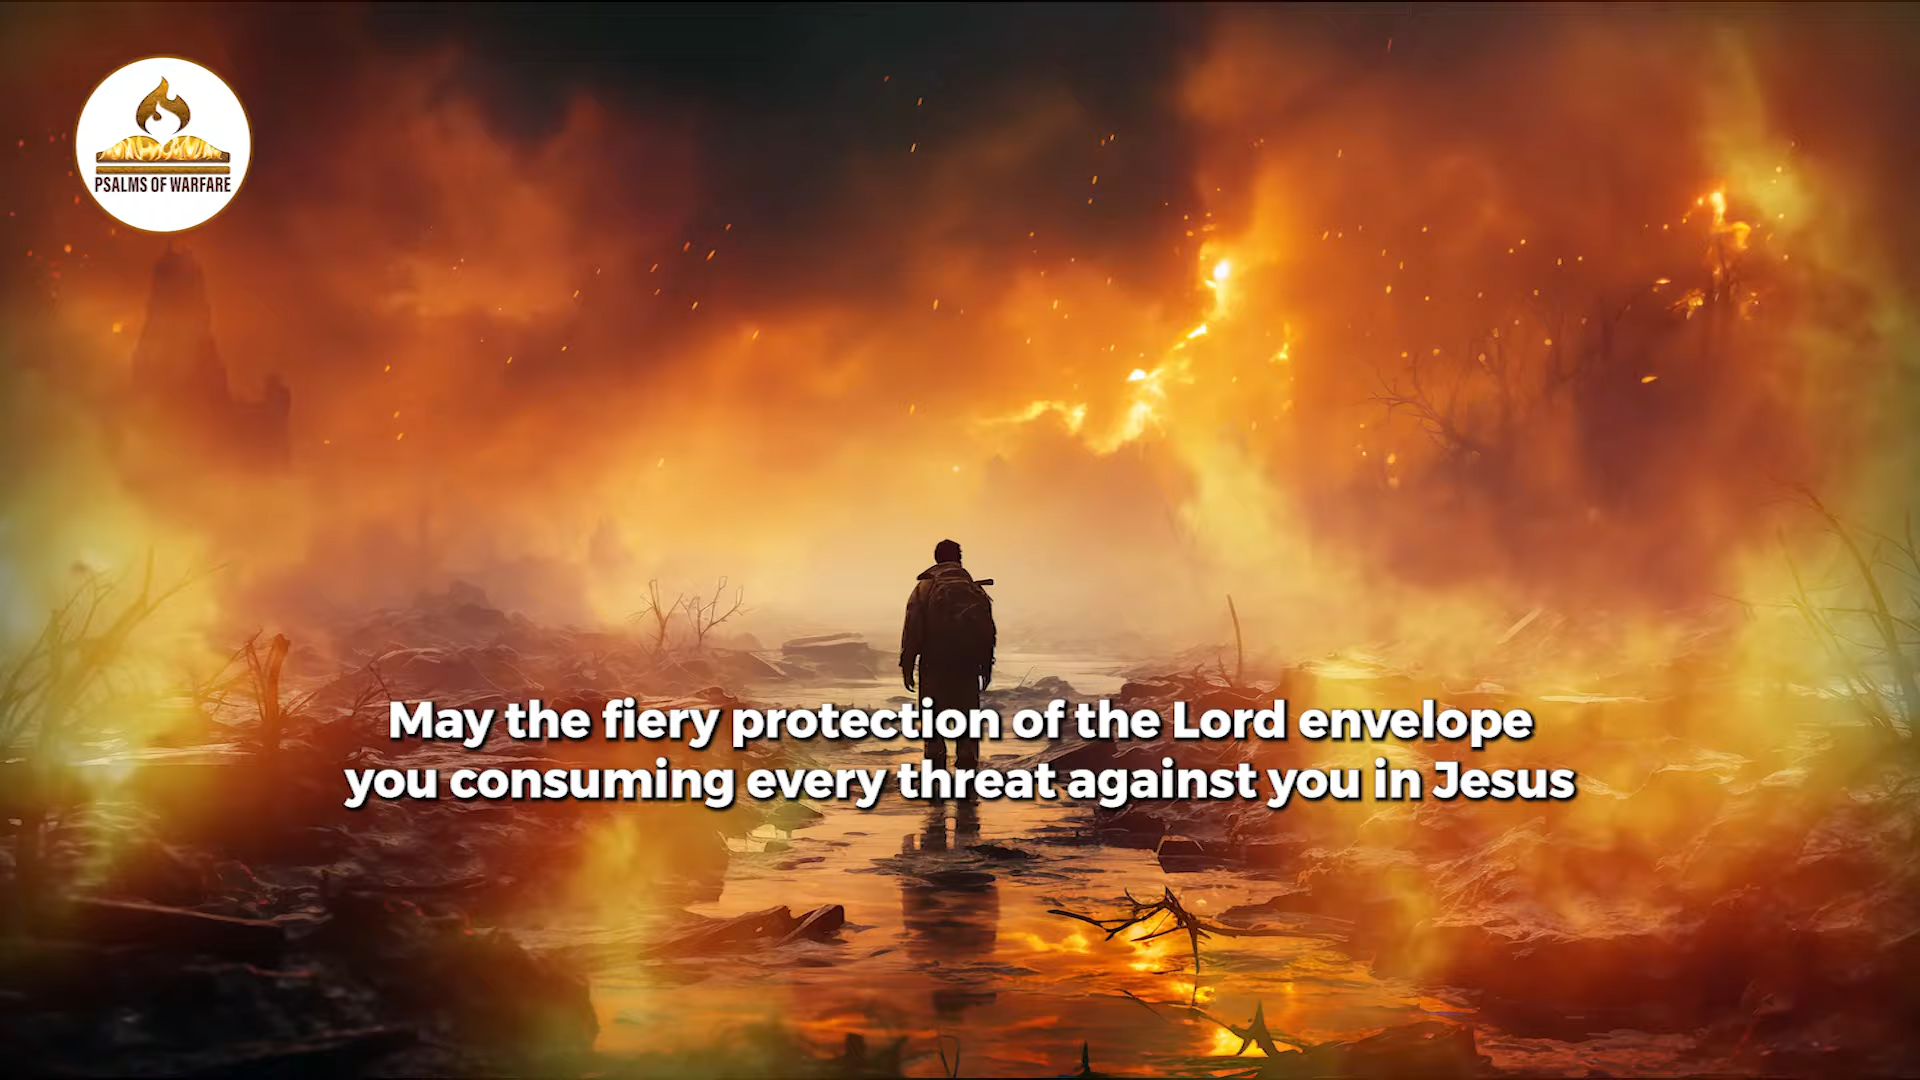 PSALMS OF WARFARE
May the fiery protection of the Lord envelope
you consuming every threat against you in Jesus